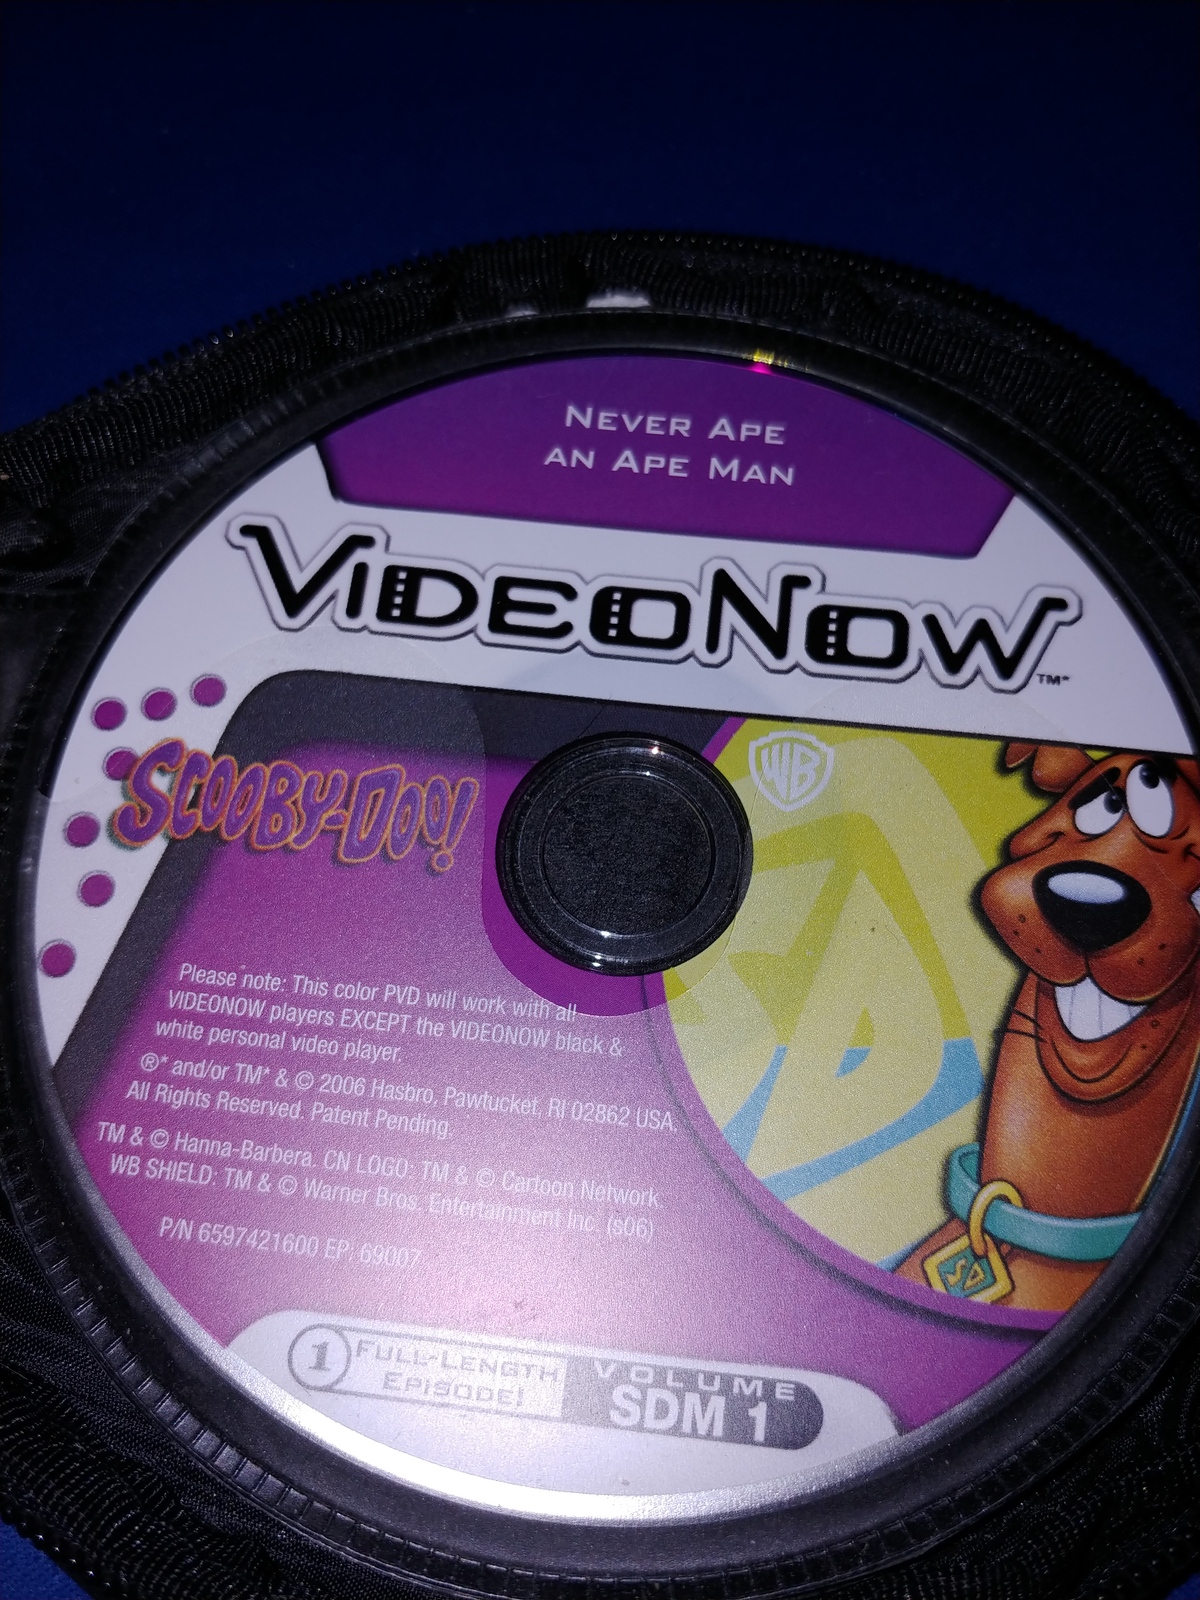 NEVER APE
AN APE MAN
VIDEONOW TM*
WB
SCOOBY-DOO!
Please note: This color PVD will work with all
VIDEONOW players EXCEPT the VIDEONOW black &
white personal video player.
®* and/or TM* & © 2006 Hasbro, Pawtucket, RI 02862 USA.
All Rights Reserved. Patent Pending.
TM & © Hanna-Barbera. CN LOGO: TM & © Cartoon Network.
WB SHIELD: TM & © Warner Bros. Entertainment Inc. (s06)
P/N 6597421600 EP: 69007
SD
1 FULL-LENGTH
EPISODE!
VOLUME
SDM 1